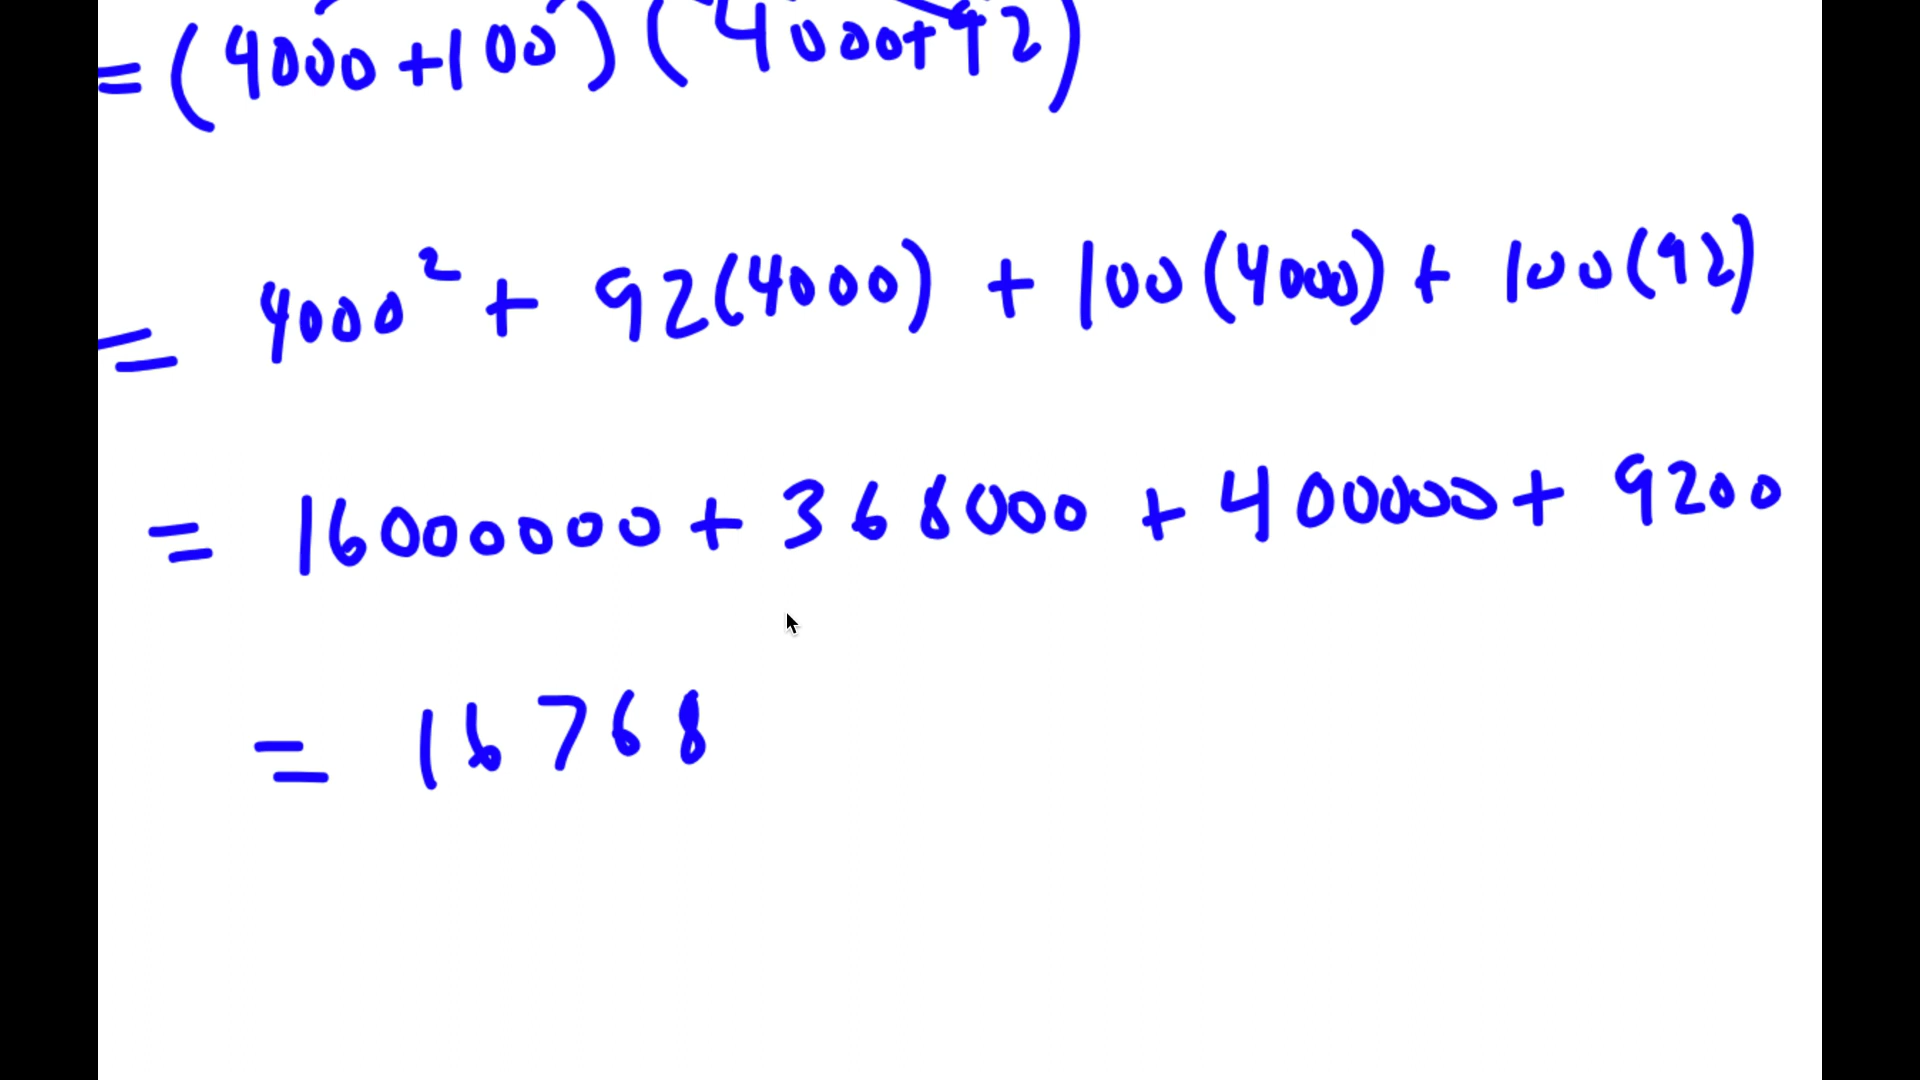 = (4000 + 100) (4000 + 92)
= 4000² + 92(4000) + 100(4000) + 100(92)
= 16000000 + 368000 + 400000 + 9200
= 16768